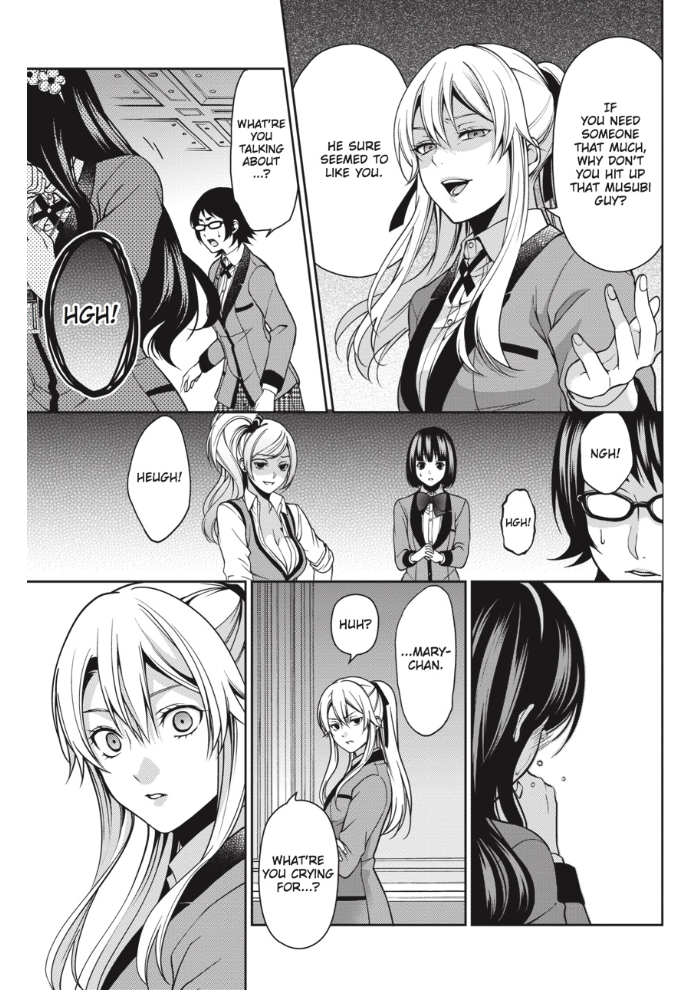 IF
YOU NEED
SOMEONE
THAT MUCH,
WHY DON'T
YOU HIT UP
THAT MUSUBI
GUY?
HE SURE
SEEMED TO
LIKE YOU.
WHAT'RE
YOU
TALKING
ABOUT
...?
HGH!
NGH!
HGH!
HEUGH!
...MARY-
CHAN.
HUH?
WHAT'RE
YOU CRYING
FOR...?